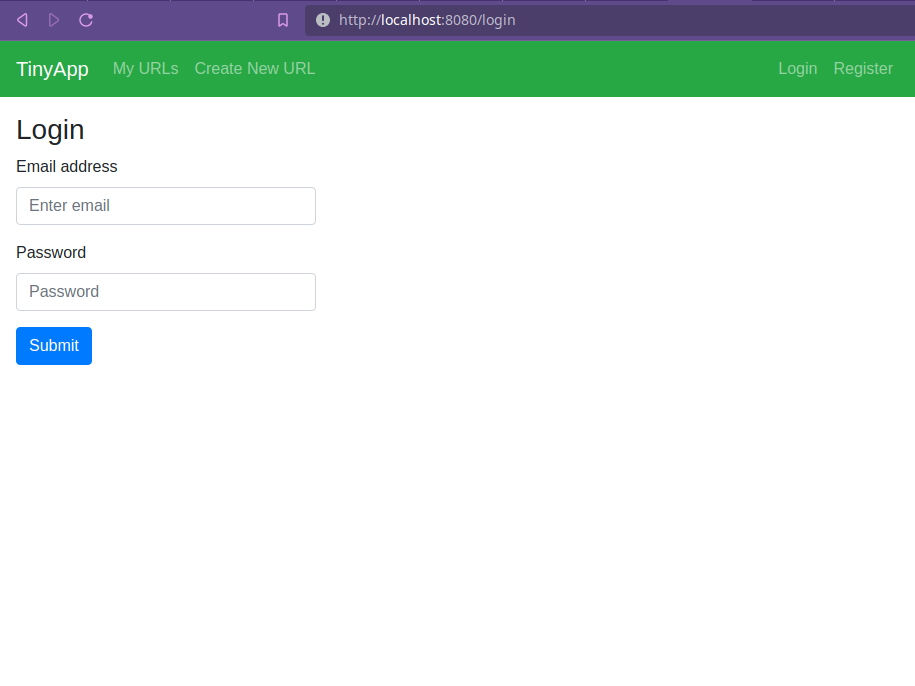 http://localhost:8080/login
TinyApp My URLs Create New URL Login Register
Login
Email address
Enter email
Password
Password
Submit